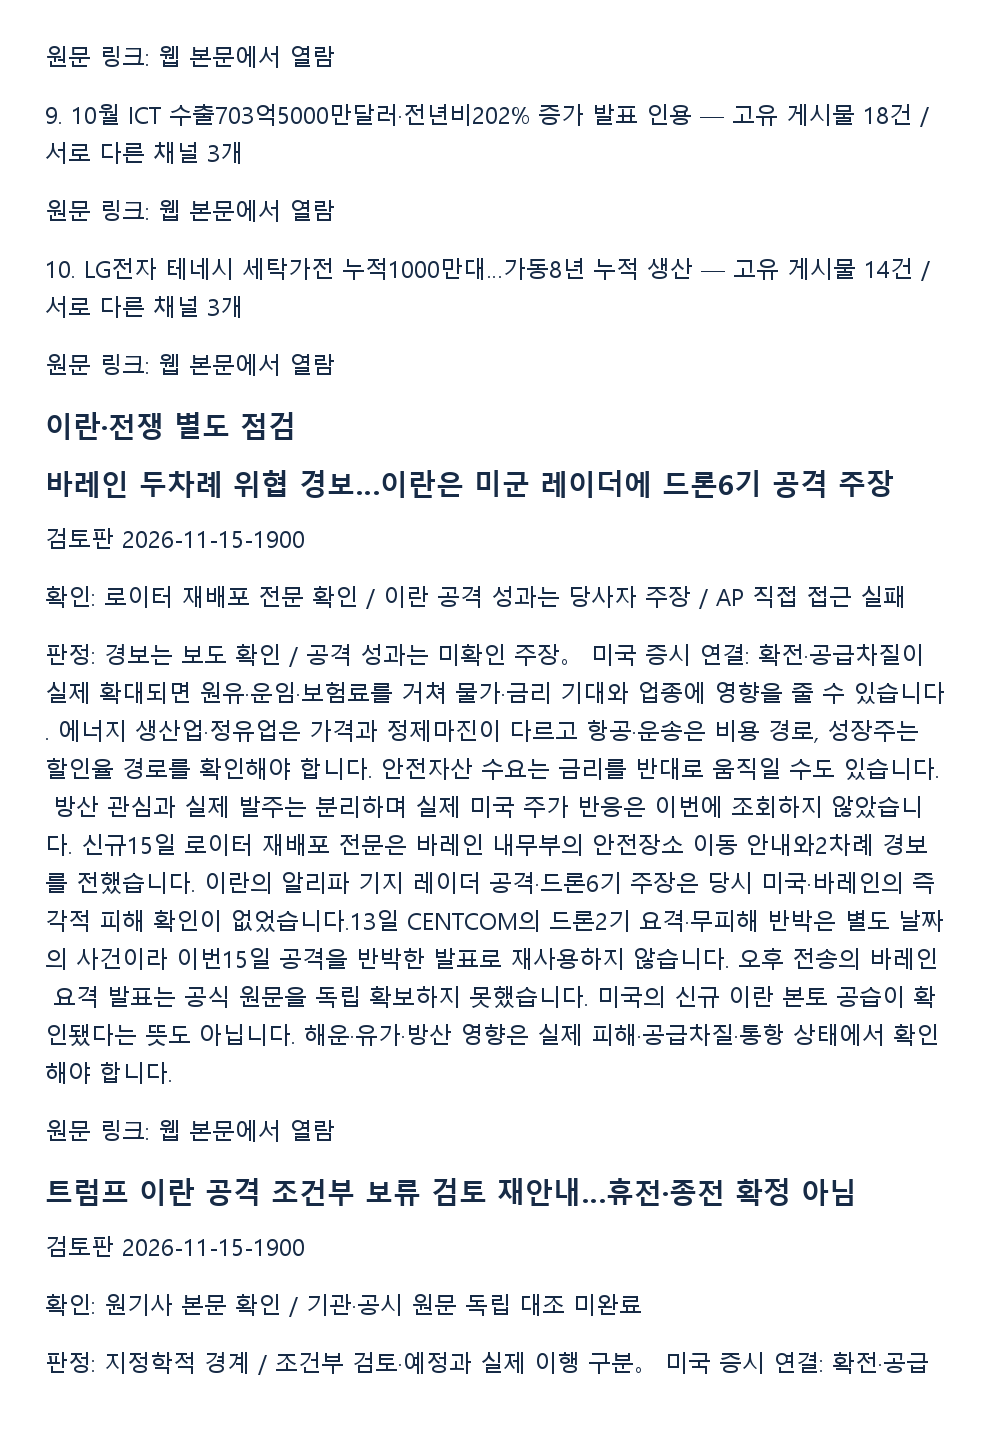 원문 링크: 웹 본문에서 열람
9. 10월 ICT 수출703억5000만달러·전년비202% 증가 발표 인용 — 고유 게시물 18건 /
서로 다른 채널 3개
원문 링크: 웹 본문에서 열람
10. LG전자 테네시 세탁가전 누적1000만대...가동8년 누적 생산 — 고유 게시물 14건 /
서로 다른 채널 3개
원문 링크: 웹 본문에서 열람
이란·전쟁 별도 점검
바레인 두차례 위협 경보...이란은 미군 레이더에 드론6기 공격 주장
검토판 2026-11-15-1900
확인: 로이터 재배포 전문 확인 / 이란 공격 성과는 당사자 주장 / AP 직접 접근 실패
판정: 경보는 보도 확인 / 공격 성과는 미확인 주장。 미국 증시 연결: 확전·공급차질이
실제 확대되면 원유·운임·보험료를 거쳐 물가·금리 기대와 업종에 영향을 줄 수 있습니다
. 에너지 생산업·정유업은 가격과 정제마진이 다르고 항공·운송은 비용 경로, 성장주는
할인율 경로를 확인해야 합니다. 안전자산 수요는 금리를 반대로 움직일 수도 있습니다.
방산 관심과 실제 발주는 분리하며 실제 미국 주가 반응은 이번에 조회하지 않았습니
다. 신규15일 로이터 재배포 전문은 바레인 내무부의 안전장소 이동 안내와2차례 경보
를 전했습니다. 이란의 알리파 기지 레이더 공격·드론6기 주장은 당시 미국·바레인의 즉
각적 피해 확인이 없었습니다.13일 CENTCOM의 드론2기 요격·무피해 반박은 별도 날짜
의 사건이라 이번15일 공격을 반박한 발표로 재사용하지 않습니다. 오후 전송의 바레인
요격 발표는 공식 원문을 독립 확보하지 못했습니다. 미국의 신규 이란 본토 공습이 확
인됐다는 뜻도 아닙니다. 해운·유가·방산 영향은 실제 피해·공급차질·통항 상태에서 확인
해야 합니다.
원문 링크: 웹 본문에서 열람
트럼프 이란 공격 조건부 보류 검토 재안내...휴전·종전 확정 아님
검토판 2026-11-15-1900
확인: 원기사 본문 확인 / 기관·공시 원문 독립 대조 미완료
판정: 지정학적 경계 / 조건부 검토·예정과 실제 이행 구분。 미국 증시 연결: 확전·공급